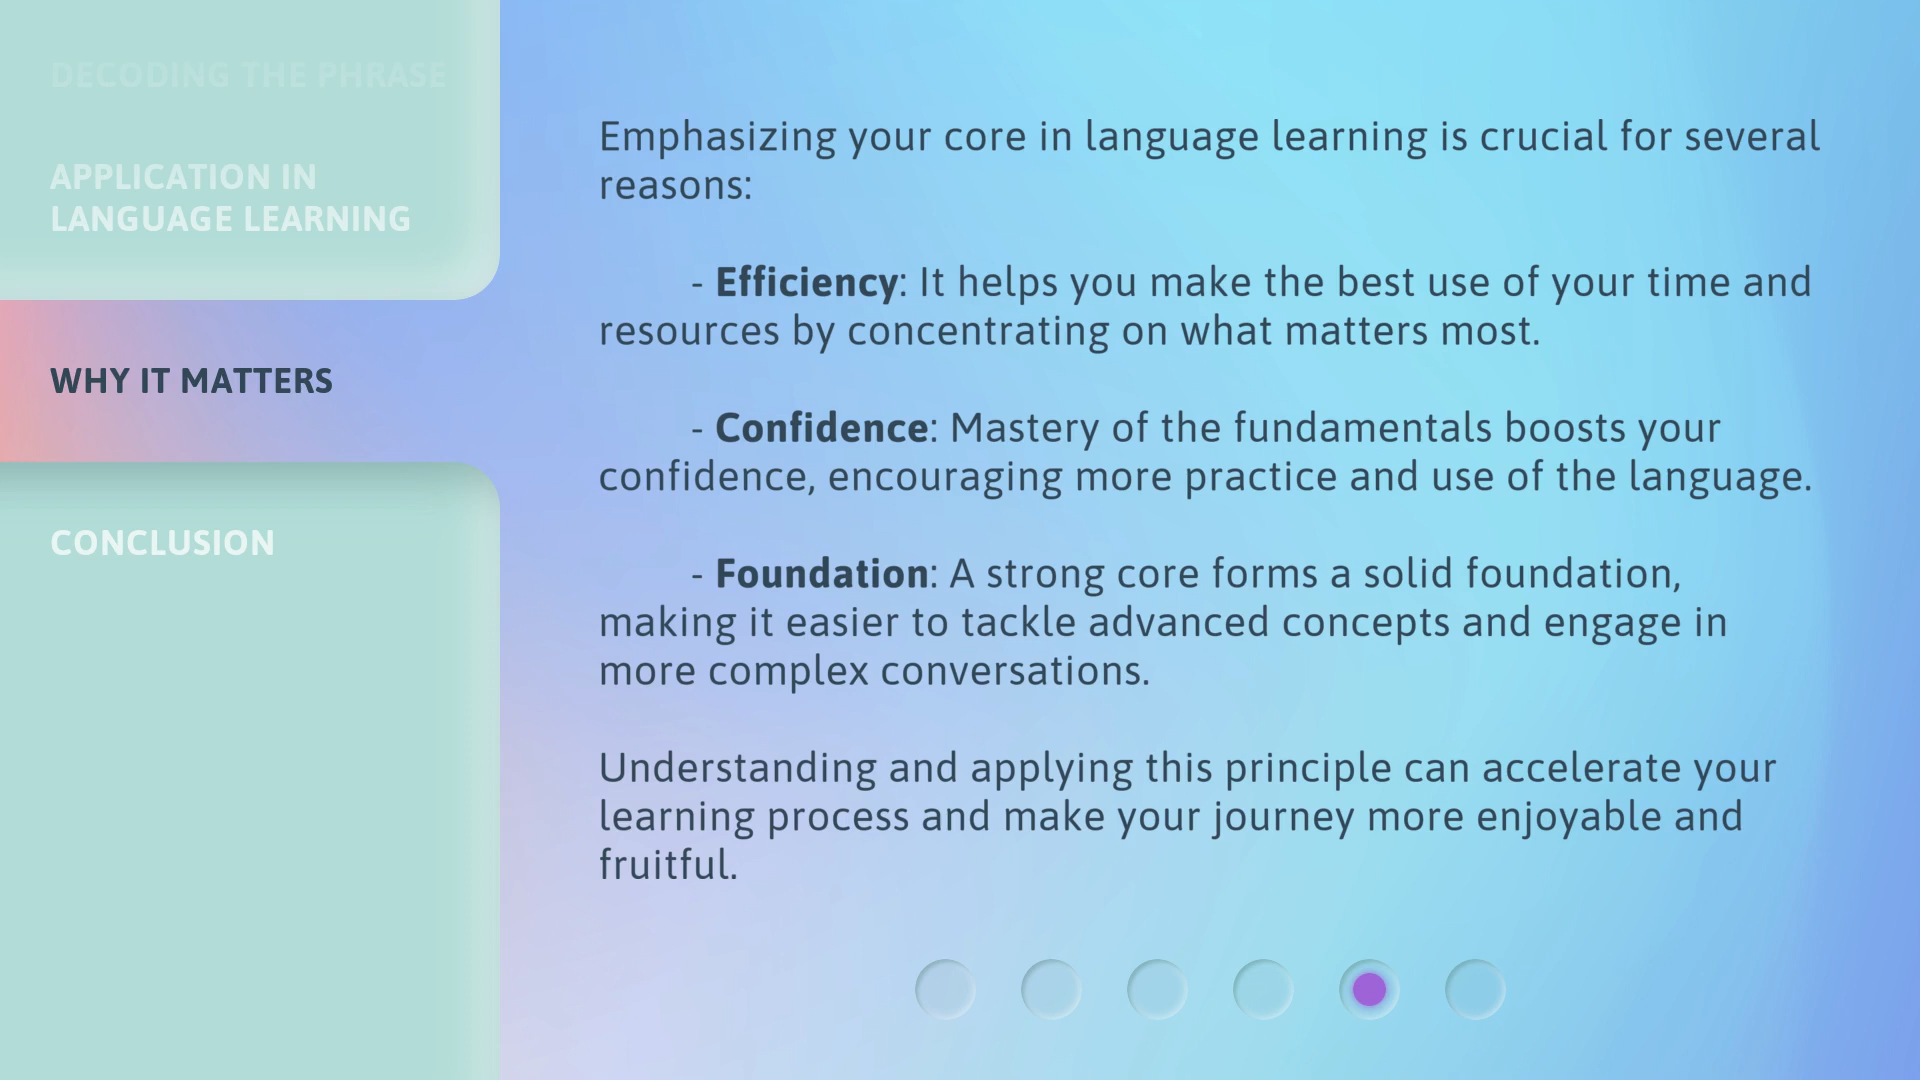 DECODING THE PHRASE
APPLICATION IN
LANGUAGE LEARNING
WHY IT MATTERS
CONCLUSION
Emphasizing your core in language learning is crucial for several
reasons:
- Efficiency: It helps you make the best use of your time and
resources by concentrating on what matters most.
- Confidence: Mastery of the fundamentals boosts your
confidence, encouraging more practice and use of the language.
- Foundation: A strong core forms a solid foundation,
making it easier to tackle advanced concepts and engage in
more complex conversations.
Understanding and applying this principle can accelerate your
learning process and make your journey more enjoyable and
fruitful.